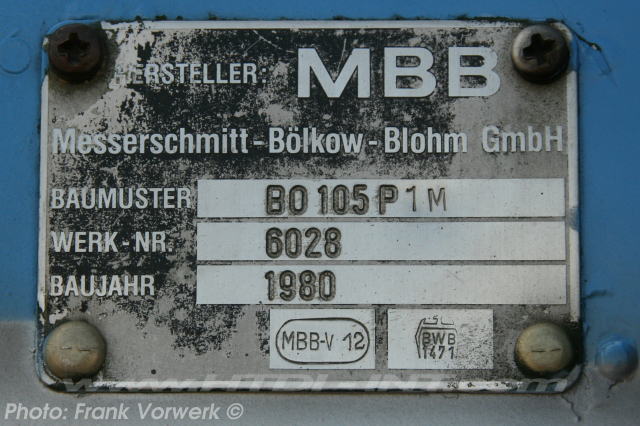 HERSTELLER: MBB
Messerschmitt-Bölkow-Blohm GmbH
BAUMUSTER BO 105 P 1 M
WERK-NR. 6028
BAUJAHR 1980
MBB-V 12
BWB
1471
Photo: Frank Vorwerk ©